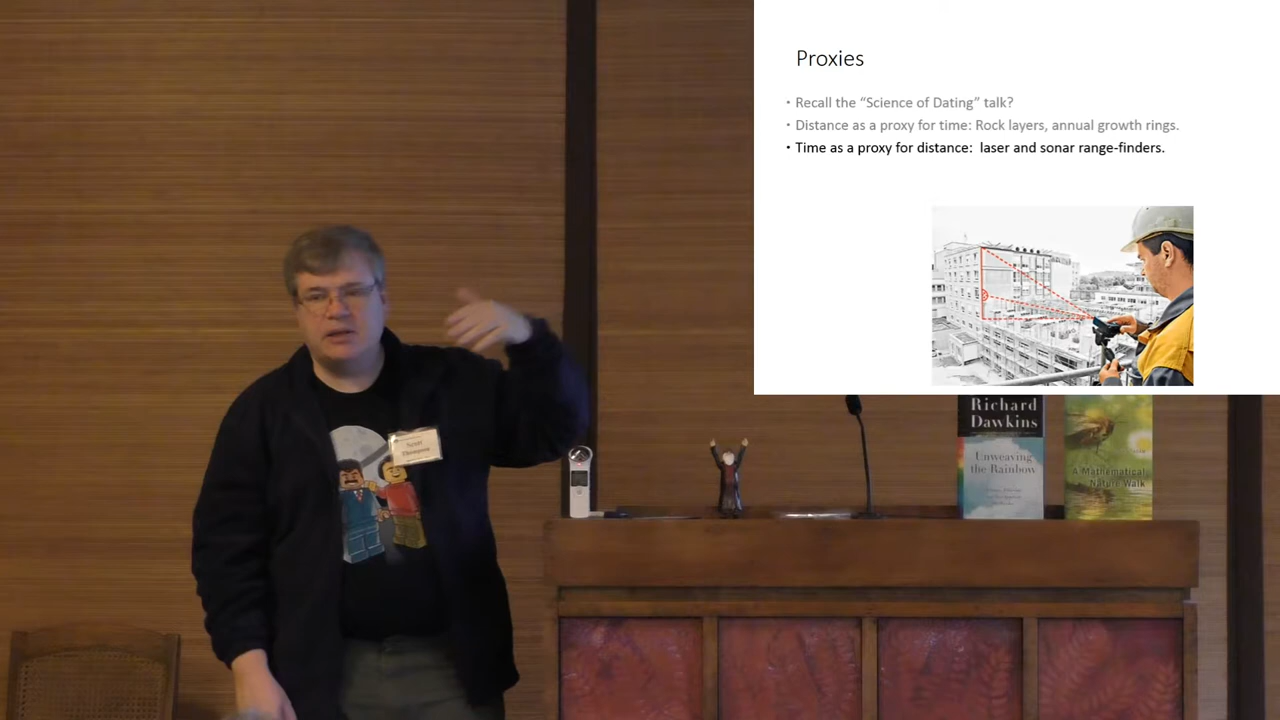 Proxies
• Recall the “Science of Dating” talk?
• Distance as a proxy for time: Rock layers, annual growth rings.
• Time as a proxy for distance:  laser and sonar range-finders.
Richard
Dawkins
Unweaving
the Rainbow
A Mathematical
Nature Walk